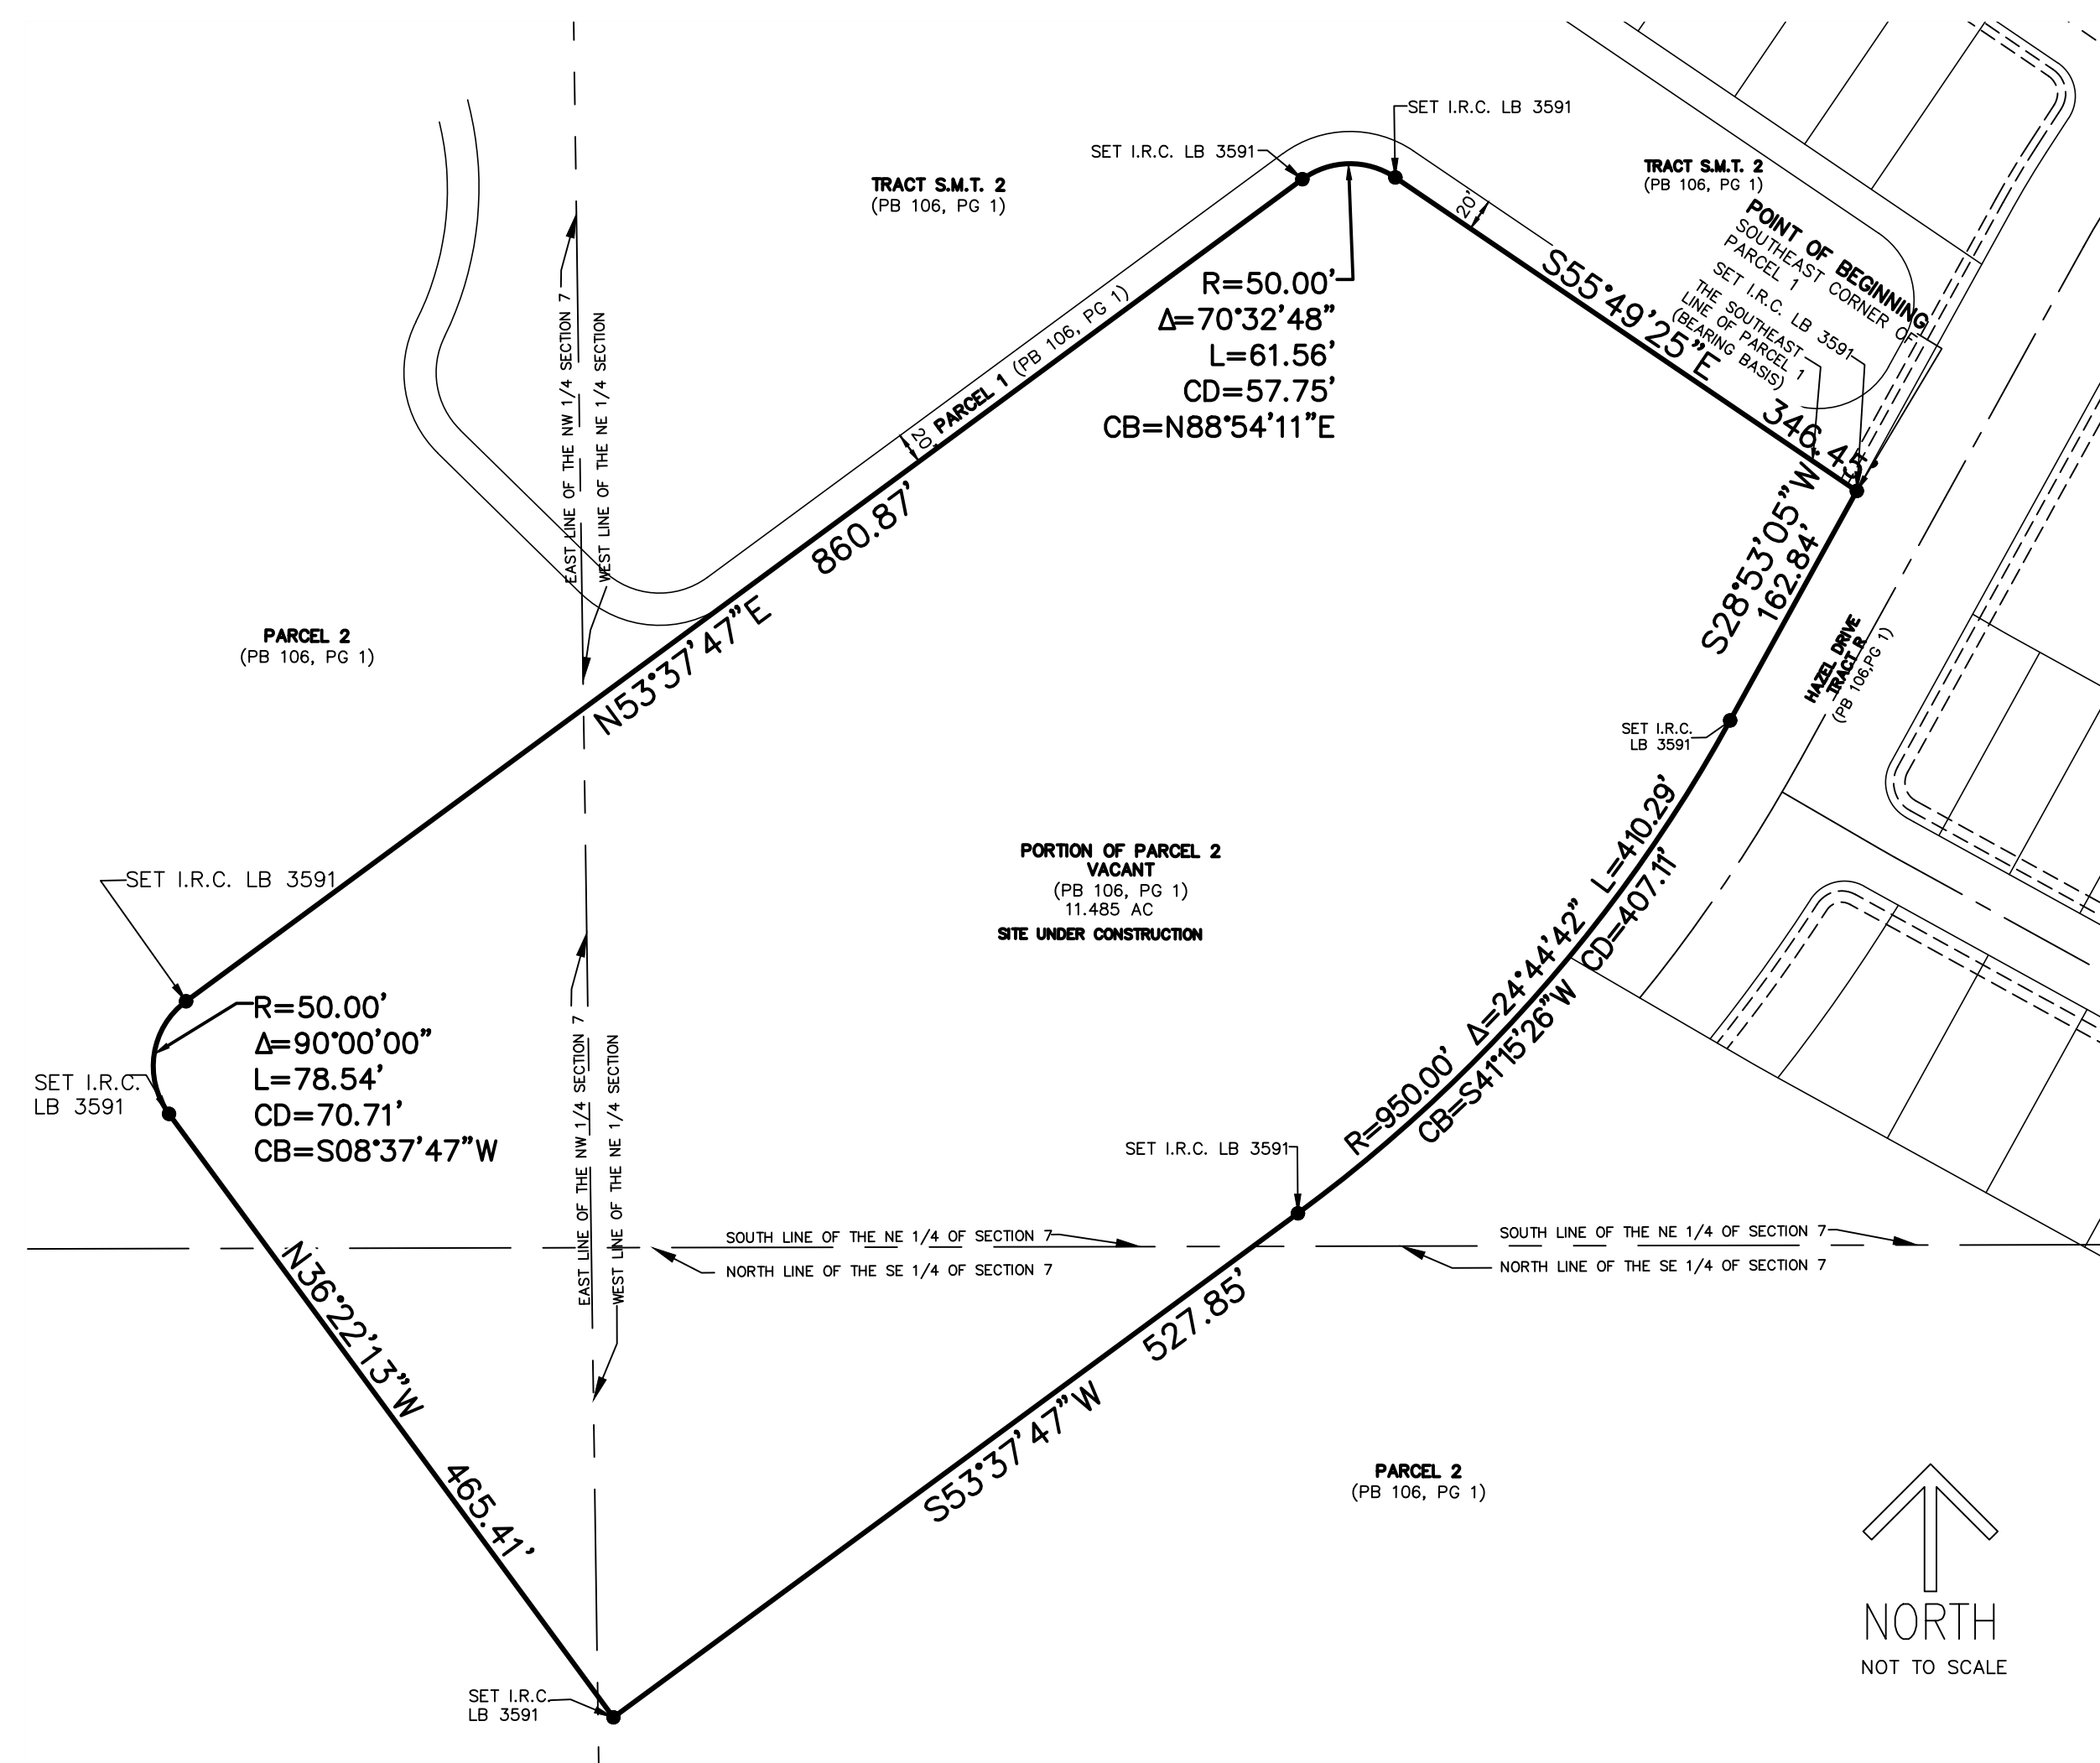 SET I.R.C. LB 3591
SET I.R.C. LB 3591
TRACT S.M.T. 2
(PB 106, PG 1)
TRACT S.M.T. 2
(PB 106, PG 1)
20'
POINT OF BEGINNING
SOUTHEAST CORNER OF
PARCEL 1
SET I.R.C. LB 3591
THE SOUTHEAST
LINE OF PARCEL 1
(BEARING BASIS)
S55°49'25"E 346.45'
R=50.00'
Δ=70°32'48"
L=61.56'
CD=57.75'
CB=N88°54'11"E
EAST LINE OF THE NW 1/4 SECTION 7
WEST LINE OF THE NE 1/4 SECTION
PARCEL 1 (PB 106, PG 1)
20'
N53°37'47"E 860.87'
S28°53'05"W
162.84'
HAZEL DRIVE
TRACT R
(PB 106,PG 1)
PARCEL 2
(PB 106, PG 1)
SET I.R.C.
LB 3591
PORTION OF PARCEL 2
VACANT
(PB 106, PG 1)
11.485 AC
SITE UNDER CONSTRUCTION
R=950.00' Δ=24°44'42" L=410.29'
CB=S41°15'26"W CD=407.11'
SET I.R.C. LB 3591
R=50.00'
Δ=90°00'00"
L=78.54'
CD=70.71'
CB=S08°37'47"W
SET I.R.C.
LB 3591
EAST LINE OF THE NW 1/4 SECTION 7
WEST LINE OF THE NE 1/4 SECTION
SET I.R.C. LB 3591
SOUTH LINE OF THE NE 1/4 OF SECTION 7
NORTH LINE OF THE SE 1/4 OF SECTION 7
SOUTH LINE OF THE NE 1/4 OF SECTION 7
NORTH LINE OF THE SE 1/4 OF SECTION 7
N36°22'13"W 465.41'
S53°37'47"W 527.85'
PARCEL 2
(PB 106, PG 1)
SET I.R.C.
LB 3591
NORTH
NOT TO SCALE